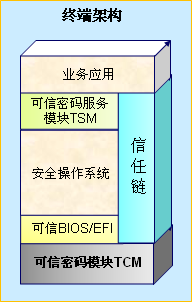 终端架构
业务应用
可信密码服务
模块TSM
安全操作系统
信
任
链
可信BIOS/EFI
可信密码模块TCM